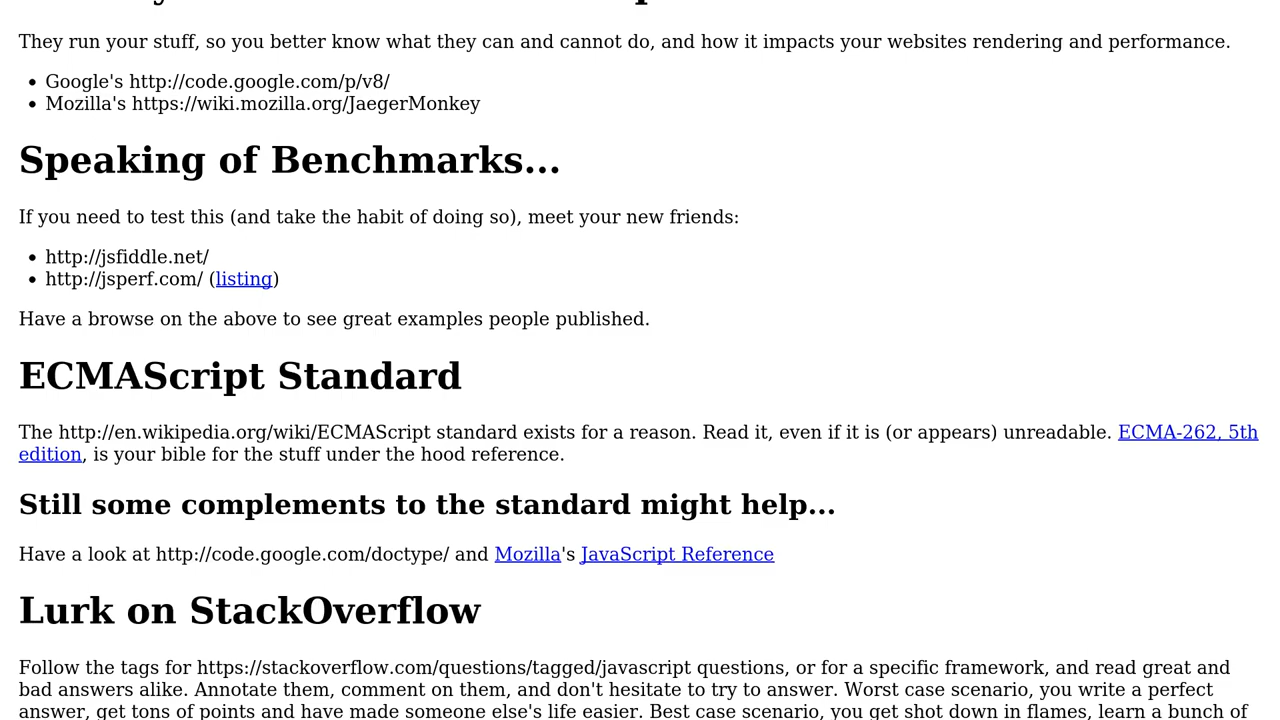 They run your stuff, so you better know what they can and cannot do, and how it impacts your websites rendering and performance.
• Google's http://code.google.com/p/v8/
• Mozilla's https://wiki.mozilla.org/JaegerMonkey
Speaking of Benchmarks...
If you need to test this (and take the habit of doing so), meet your new friends:
• http://jsfiddle.net/
• http://jsperf.com/ (listing)
Have a browse on the above to see great examples people published.
ECMAScript Standard
The http://en.wikipedia.org/wiki/ECMAScript standard exists for a reason. Read it, even if it is (or appears) unreadable. ECMA-262, 5th
edition, is your bible for the stuff under the hood reference.
Still some complements to the standard might help...
Have a look at http://code.google.com/doctype/ and Mozilla's JavaScript Reference
Lurk on StackOverflow
Follow the tags for https://stackoverflow.com/questions/tagged/javascript questions, or for a specific framework, and read great and
bad answers alike. Annotate them, comment on them, and don't hesitate to try to answer. Worst case scenario, you write a perfect
answer, get tons of points and have made someone else's life easier. Best case scenario, you get shot down in flames, learn a bunch of